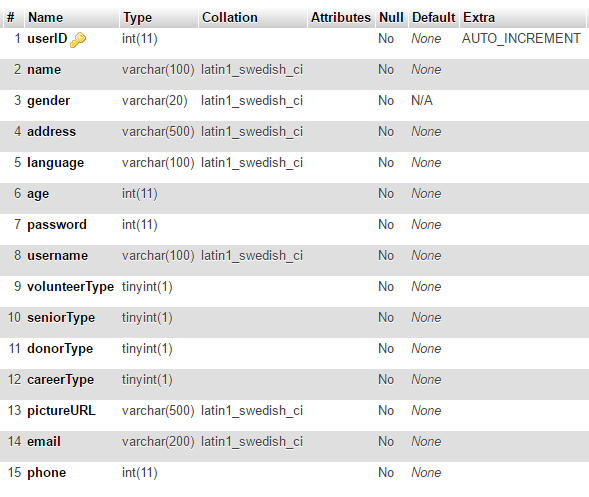 # Name Type Collation Attributes Null Default Extra
1 userID int(11) No None AUTO_INCREMENT
2 name varchar(100) latin1_swedish_ci No None
3 gender varchar(20) latin1_swedish_ci No N/A
4 address varchar(500) latin1_swedish_ci No None
5 language varchar(100) latin1_swedish_ci No None
6 age int(11) No None
7 password int(11) No None
8 username varchar(100) latin1_swedish_ci No None
9 volunteerType tinyint(1) No None
10 seniorType tinyint(1) No None
11 donorType tinyint(1) No None
12 careerType tinyint(1) No None
13 pictureURL varchar(500) latin1_swedish_ci No None
14 email varchar(200) latin1_swedish_ci No None
15 phone int(11) No None